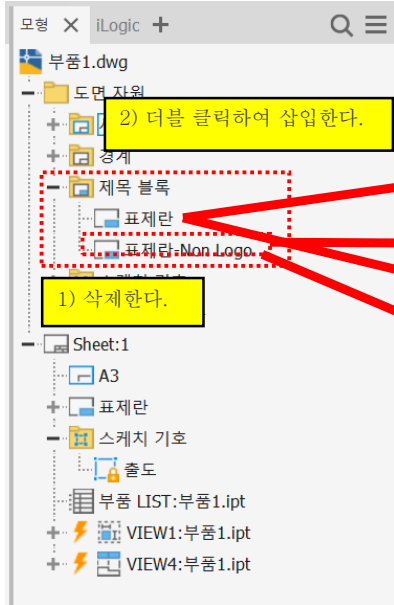 모형 iLogic
부품1.dwg
도면 자원
2) 더블 클릭하여 삽입한다.
경계
제목 블록
표제란
표제란-Non Logo
1) 삭제한다.
Sheet:1
A3
표제란
스케치 기호
출도
부품 LIST:부품1.ipt
VIEW1:부품1.ipt
VIEW4:부품1.ipt